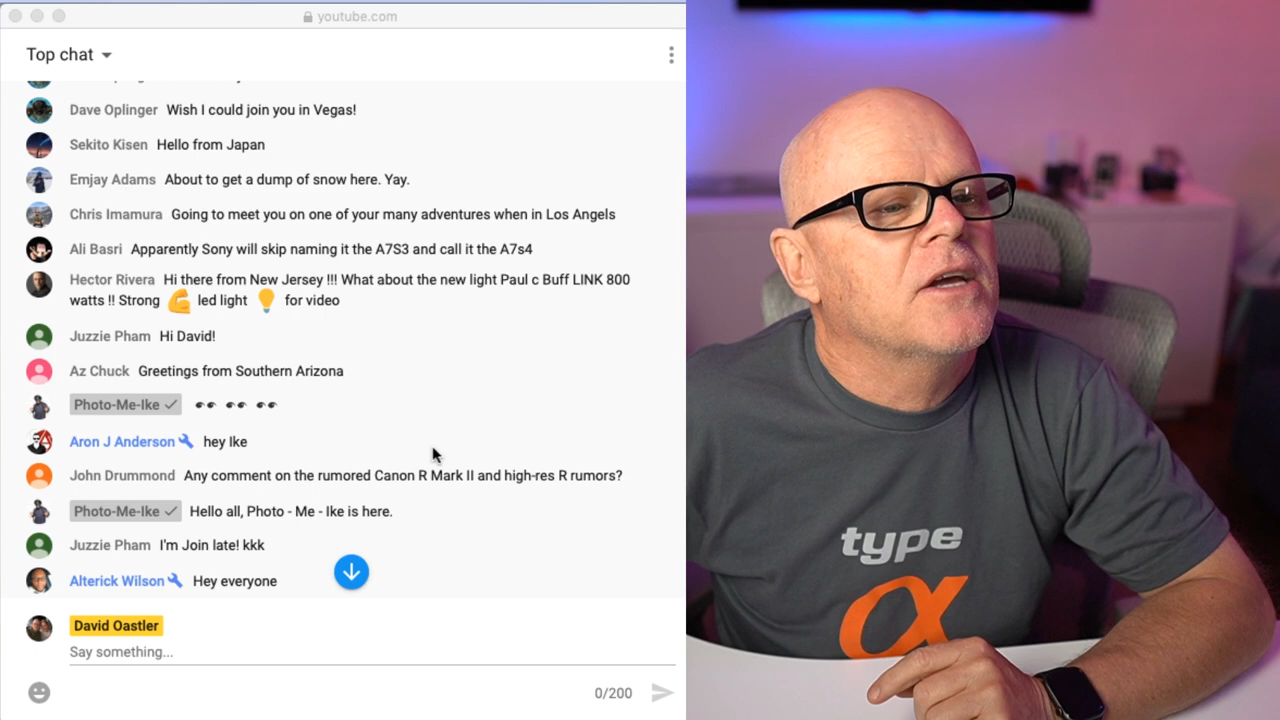 youtube.com
Top chat
Dave Oplinger Wish I could join you in Vegas!
Sekito Kisen Hello from Japan
Emjay Adams About to get a dump of snow here. Yay.
Chris Imamura Going to meet you on one of your many adventures when in Los Angels
Ali Basri Apparently Sony will skip naming it the A7S3 and call it the A7s4
Hector Rivera Hi there from New Jersey !!! What about the new light Paul c Buff LINK 800
watts !! Strong 💪 led light 💡 for video
Juzzie Pham Hi David!
Az Chuck Greetings from Southern Arizona
Photo-Me-Ike 👀 👀 👀
Aron J Anderson hey Ike
John Drummond Any comment on the rumored Canon R Mark II and high-res R rumors?
Photo-Me-Ike Hello all, Photo - Me - Ike is here.
Juzzie Pham I'm Join late! kkk
Alterick Wilson Hey everyone
David Oastler
Say something...
0/200
type
α